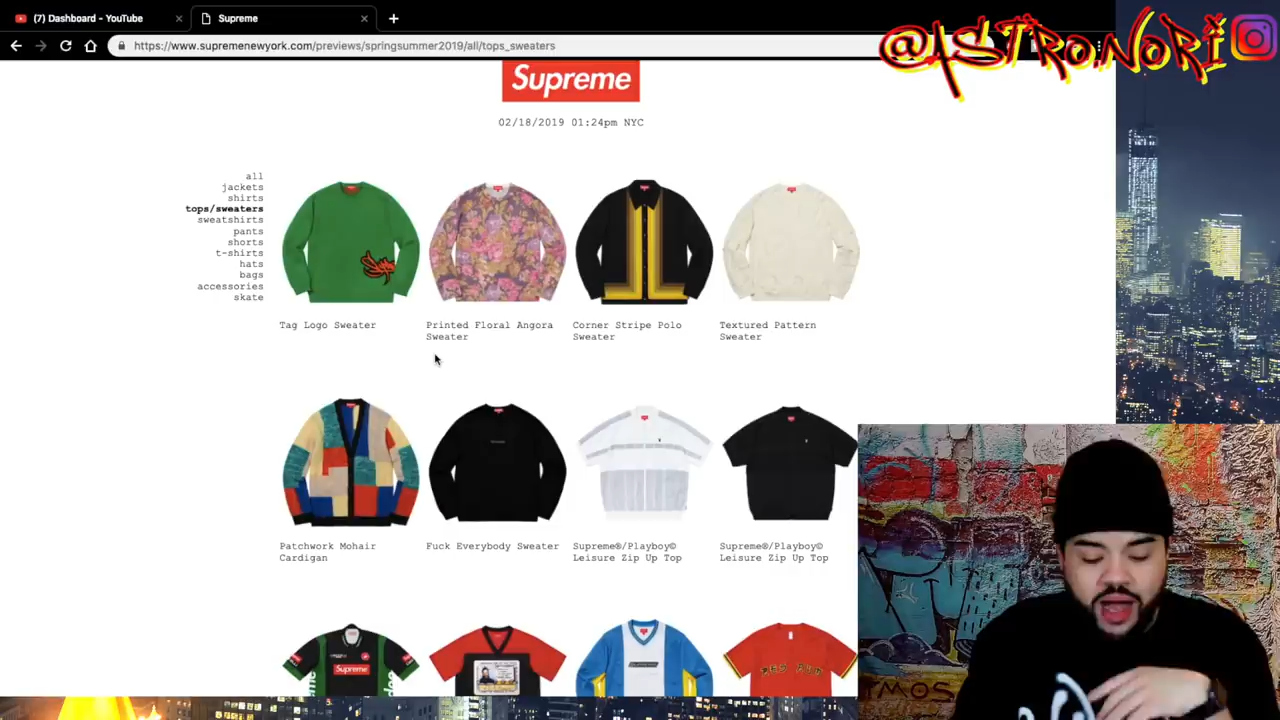 (7) Dashboard - YouTube
Supreme
https://www.supremenewyork.com/previews/springsummer2019/all/tops_sweaters
@ASTRO.NORI
Supreme
02/18/2019 01:24pm NYC
all
jackets
shirts
tops/sweaters
sweatshirts
pants
shorts
t-shirts
hats
bags
accessories
skate
Tag Logo Sweater
Printed Floral Angora
Sweater
Corner Stripe Polo
Sweater
Textured Pattern
Sweater
Patchwork Mohair
Cardigan
Fuck Everybody Sweater
Supreme®/Playboy©
Leisure Zip Up Top
Supreme®/Playboy©
Leisure Zip Up Top
Supreme